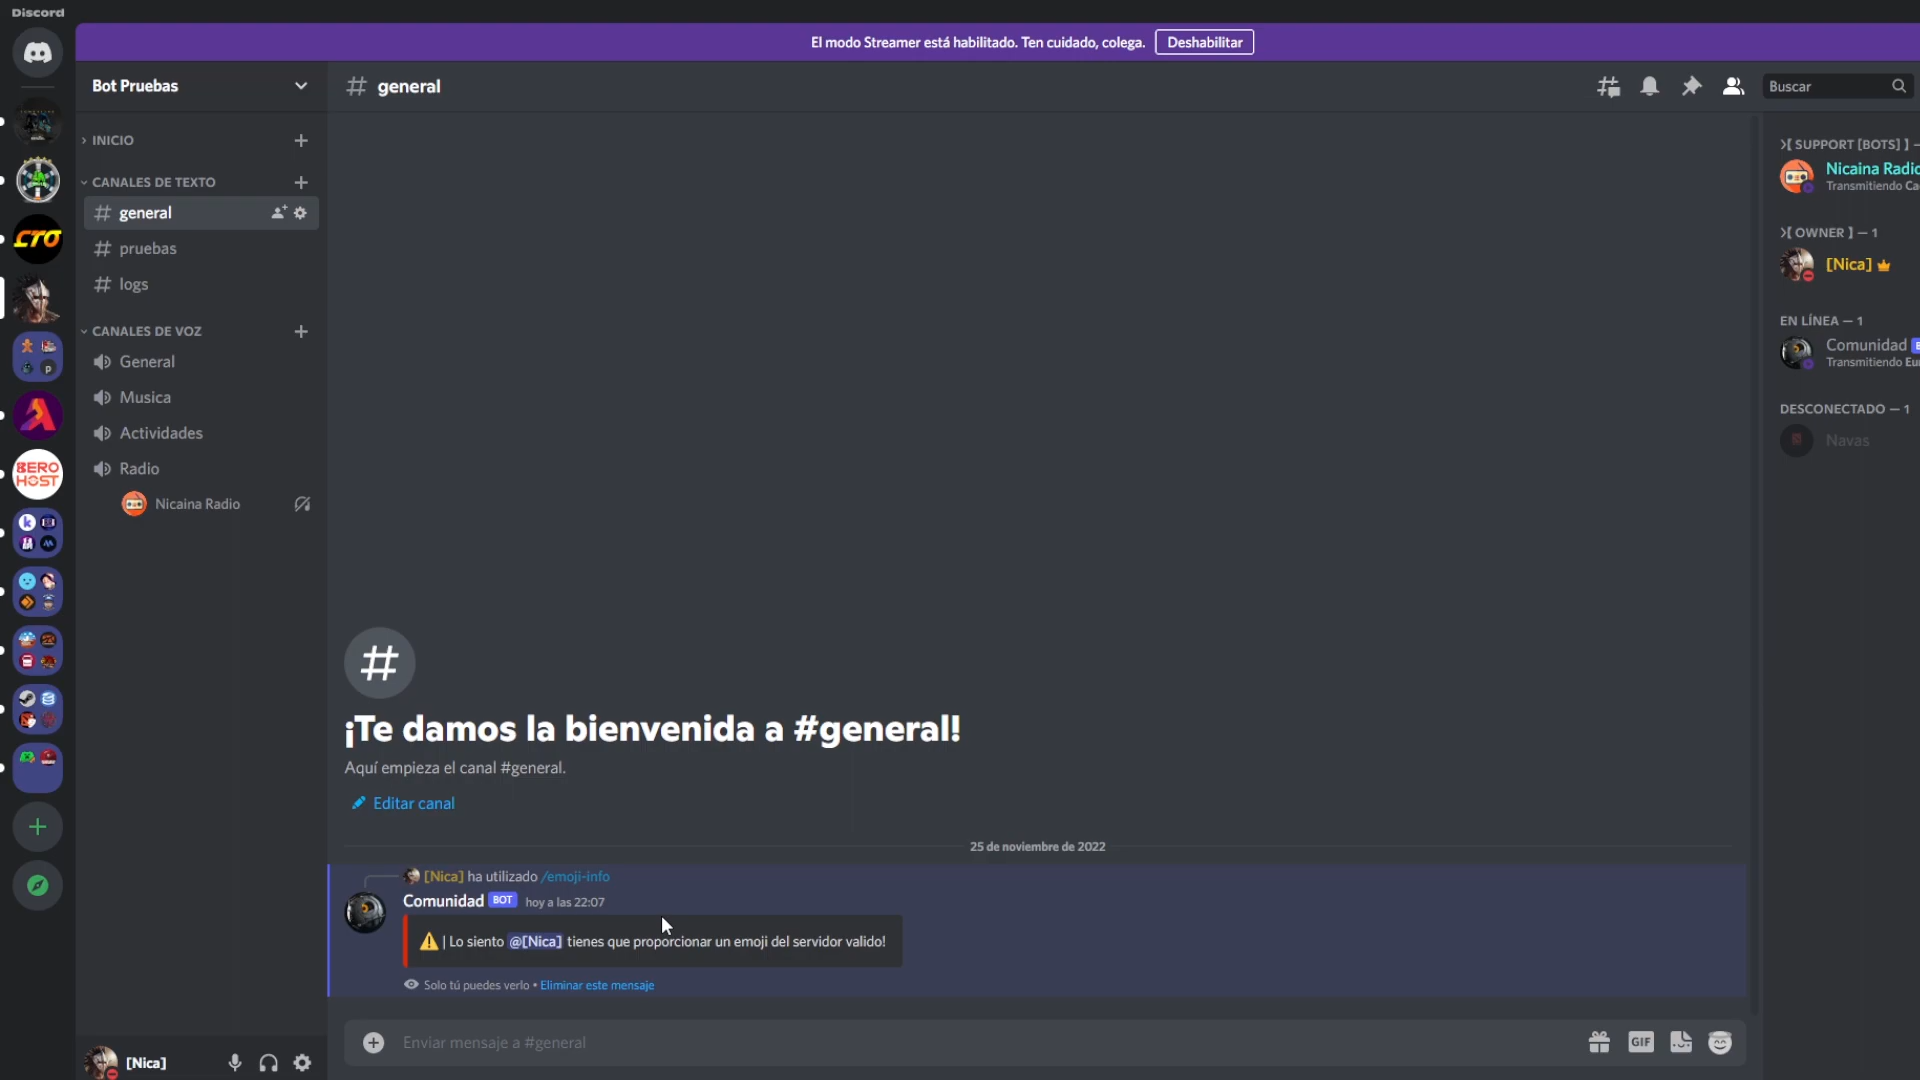 Discord
El modo Streamer está habilitado. Ten cuidado, colega.
Deshabilitar
Bot Pruebas
general
Buscar
INICIO
CANALES DE TEXTO
general
pruebas
logs
CANALES DE VOZ
General
Musica
Actividades
Radio
Nicaina Radio
CTO
BERO
HOST
¡Te damos la bienvenida a #general!
Aquí empieza el canal #general.
Editar canal
25 de noviembre de 2022
[Nica] ha utilizado /emoji-info
Comunidad BOT hoy a las 22:07
| Lo siento @[Nica] tienes que proporcionar un emoji del servidor valido!
Solo tú puedes verlo • Eliminar este mensaje
Enviar mensaje a #general
GIF
[Nica]
>[ SUPPORT [BOTS] ] –
Nicaina Radio
Transmitiendo
>[ OWNER ] — 1
[Nica]
EN LÍNEA — 1
Comunidad
Transmitiendo
DESCONECTADO — 1
Navas